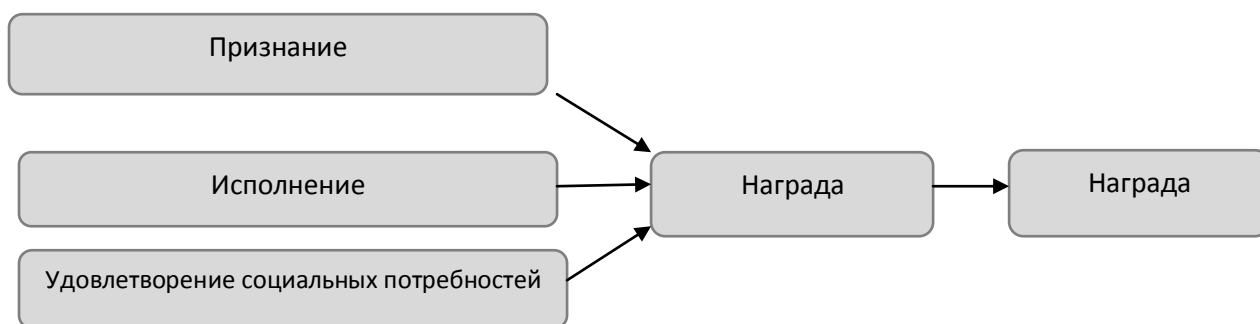 Признание
Исполнение
Награда
Награда
Удовлетворение социальных потребностей